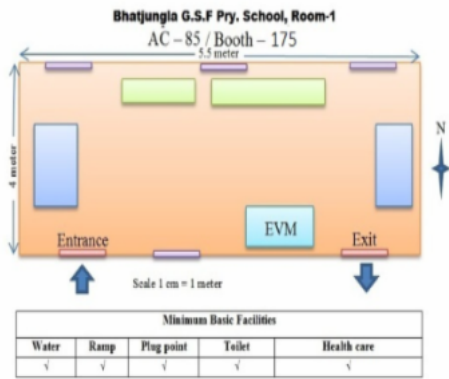 Bhatjungla G.S.F Pry. School, Room-1
AC – 85 / Booth – 175
5.5 meter
4 meter
N
EVM
Entrance
Exit
Scale 1 cm = 1 meter
Minimum Basic Facilities
Water Ramp Plug point Toilet Health care
√ √ √ √ √